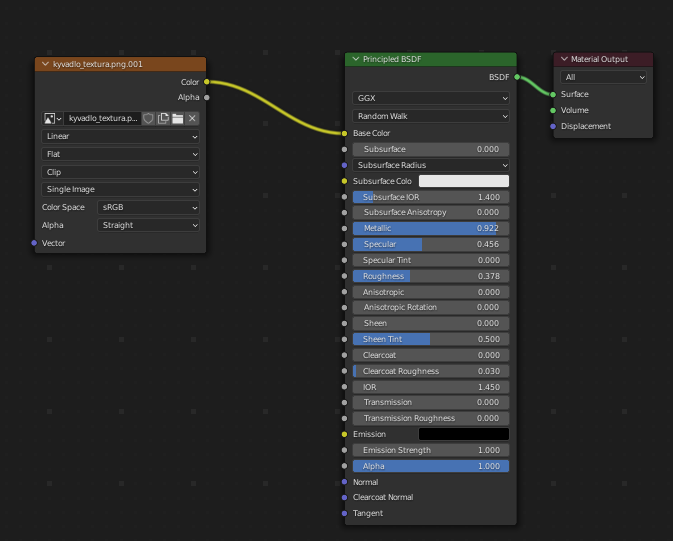 kyvadlo_textura.png.001
Color
Alpha
kyvadlo_textura.p...
Linear
Flat
Clip
Single Image
Color Space sRGB
Alpha Straight
Vector
Principled BSDF
BSDF
GGX
Random Walk
Base Color
Subsurface 0.000
Subsurface Radius
Subsurface Colo
Subsurface IOR 1.400
Subsurface Anisotropy 0.000
Metallic 0.922
Specular 0.456
Specular Tint 0.000
Roughness 0.378
Anisotropic 0.000
Anisotropic Rotation 0.000
Sheen 0.000
Sheen Tint 0.500
Clearcoat 0.000
Clearcoat Roughness 0.030
IOR 1.450
Transmission 0.000
Transmission Roughness 0.000
Emission
Emission Strength 1.000
Alpha 1.000
Normal
Clearcoat Normal
Tangent
Material Output
All
Surface
Volume
Displacement